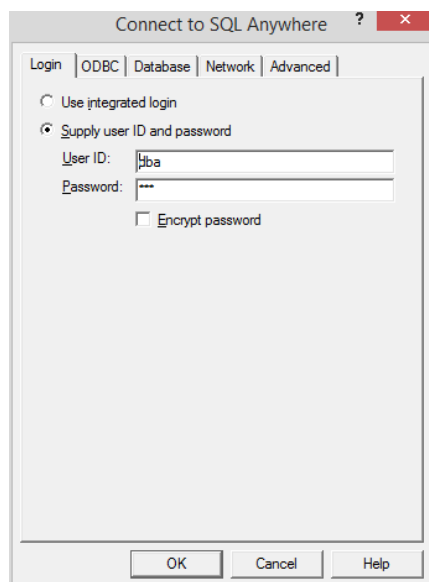 Connect to SQL Anywhere ? ×
Login ODBC Database Network Advanced
Use integrated login
Supply user ID and password
User ID: dba
Password: ***
Encrypt password
OK Cancel Help